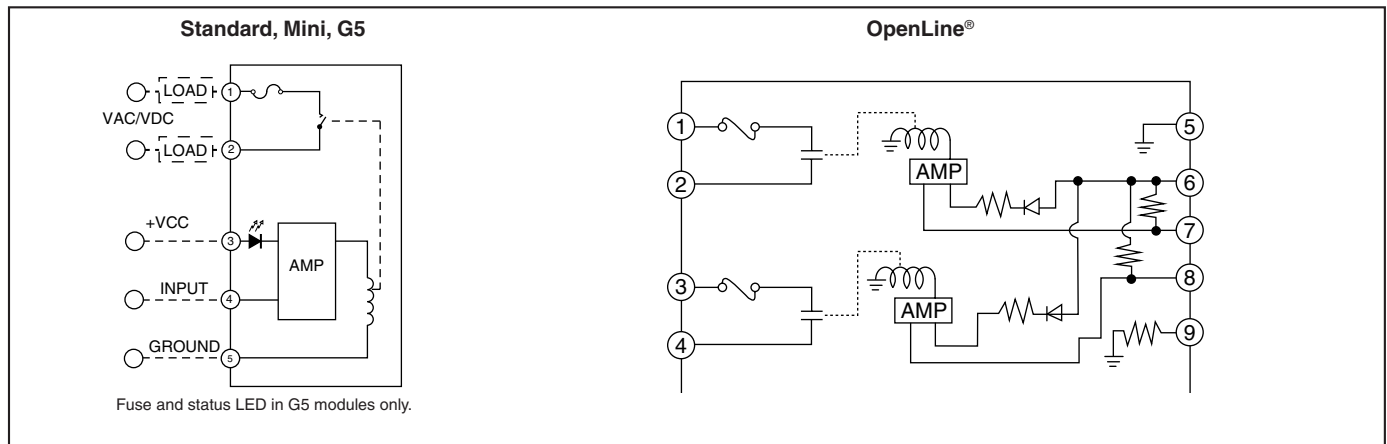 Standard, Mini, G5
LOAD
1
VAC/VDC
LOAD
2
+VCC
3
AMP
INPUT
4
GROUND
5
Fuse and status LED in G5 modules only.
OpenLine®
1
2
AMP
5
6
7
3
4
AMP
8
9